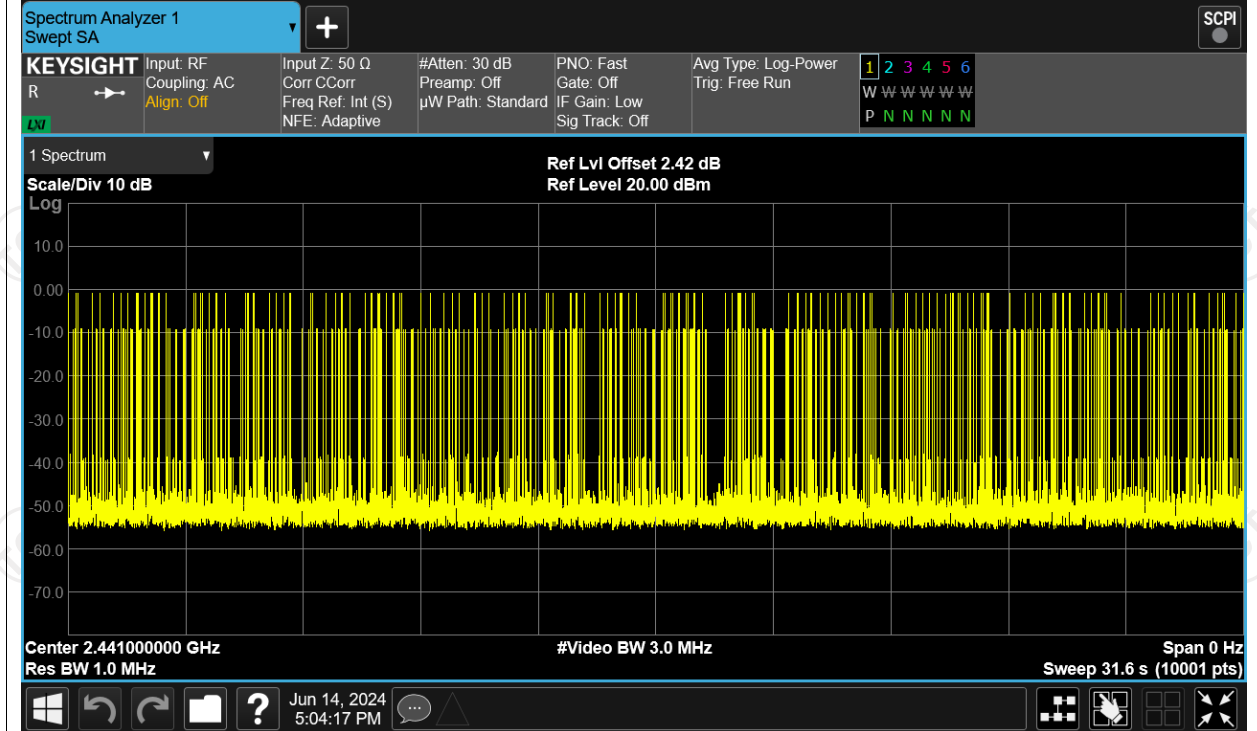 Spectrum Analyzer 1
Swept SA
SCPI
KEYSIGHT
R
LXI
Input: RF
Coupling: AC
Align: Off
Input Z: 50 Ω
Corr CCorr
Freq Ref: Int (S)
NFE: Adaptive
#Atten: 30 dB
Preamp: Off
µW Path: Standard
PNO: Fast
Gate: Off
IF Gain: Low
Sig Track: Off
Avg Type: Log-Power
Trig: Free Run
1 2 3 4 5 6
W W W W W W
P N N N N N
1 Spectrum
Scale/Div 10 dB
Ref Lvl Offset 2.42 dB
Ref Level 20.00 dBm
Log
10.0
0.00
-10.0
-20.0
-30.0
-40.0
-50.0
-60.0
-70.0
Center 2.441000000 GHz
#Video BW 3.0 MHz
Span 0 Hz
Res BW 1.0 MHz
Sweep 31.6 s (10001 pts)
?
Jun 14, 2024
5:04:17 PM